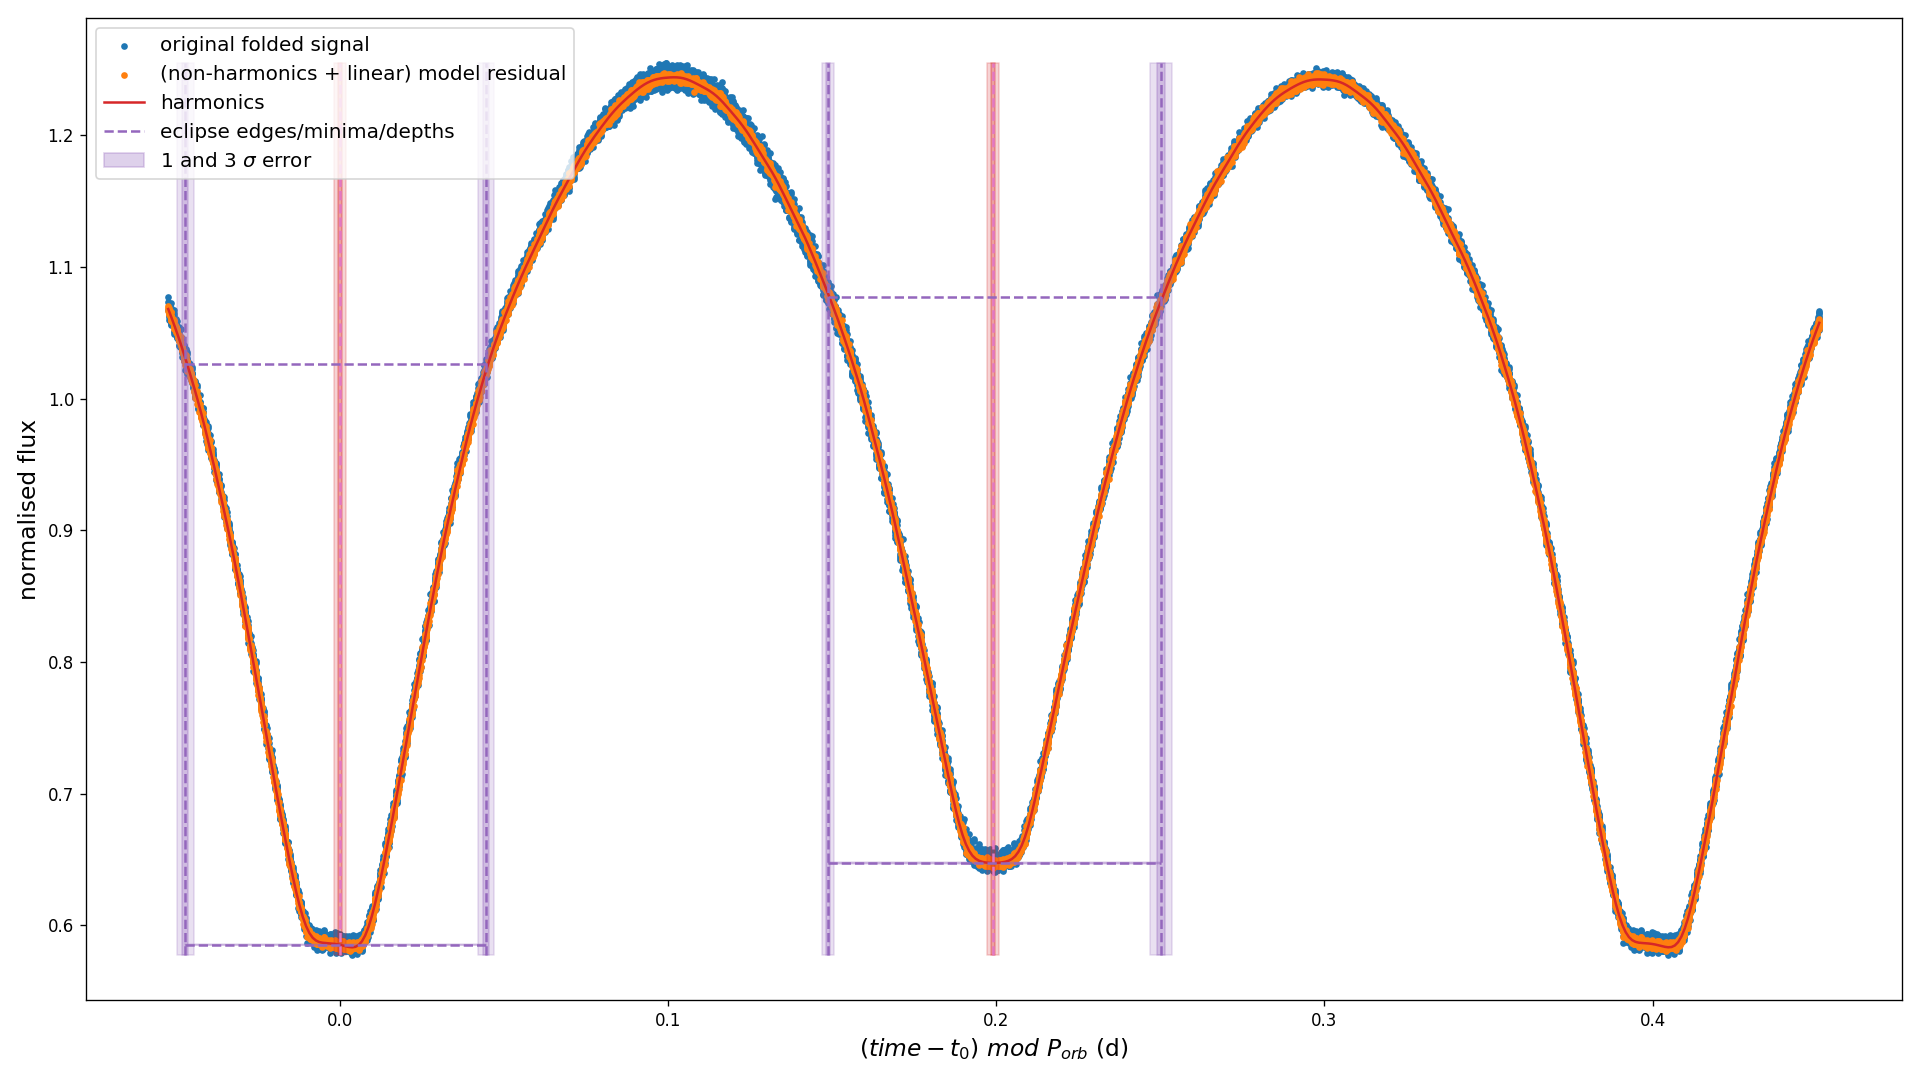 original folded signal
(non-harmonics + linear) model residual
harmonics
eclipse edges/minima/depths
1 and 3 σ error
normalised flux
1.2
1.1
1.0
0.9
0.8
0.7
0.6
0.0 0.1 0.2 0.3 0.4
(time − t₀) mod Pₒᵣb (d)